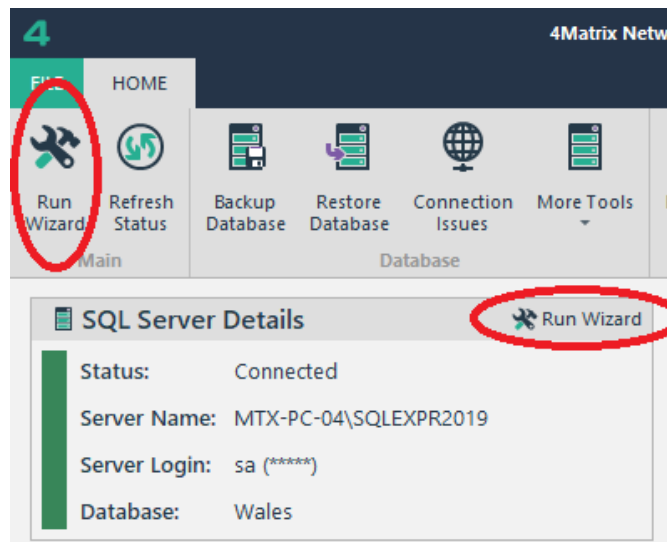 4
4Matrix Netw
FILE HOME
Run Wizard
Refresh Status
Backup Database
Restore Database
Connection Issues
More Tools
Main
Database
SQL Server Details
Run Wizard
Status: Connected
Server Name: MTX-PC-04\SQLEXPR2019
Server Login: sa (*****)
Database: Wales